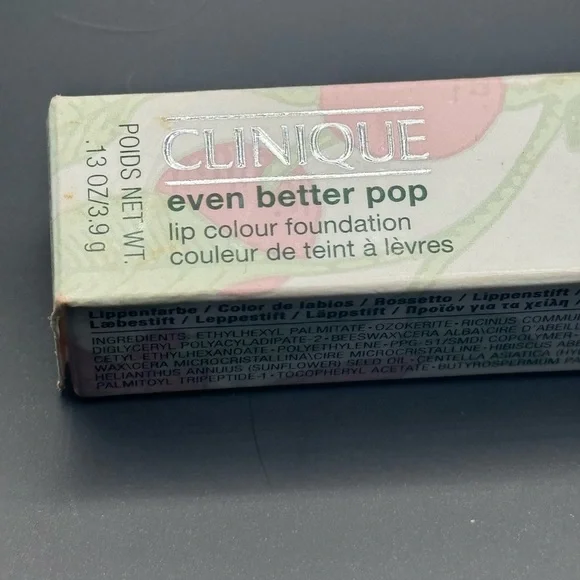 CLINIQUE
even better pop
lip colour foundation
couleur de teint à lèvres
POIDS NET WT.
.13 OZ/3.9 g
Lippenfarbe / Color de labios / Rossetto / Lippenstift /
Læbestift / Leppestift / Läppstift / Προϊόν για τα χείλη /
INGREDIENTS: ETHYLHEXYL PALMITATE • OZOKERITE • RICINUS
DIGLYCERYL POLYACYLADIPATE-2 • BEESWAX\CERA ALBA\CIRE D'ABEIL
CETYL ETHYLHEXANOATE • POLYETHYLENE • PPG-51/SMDI COPOLYMER
WAX\CERA MICROCRISTALLINA\CIRE MICROCRISTALLINE • HIBISCUS
HELIANTHUS ANNUUS (SUNFLOWER) SEED OIL • CENTELLA ASIATICA
PALMITOYL TRIPEPTIDE-1 • TOCOPHERYL ACETATE • BUTYROSPERMUM